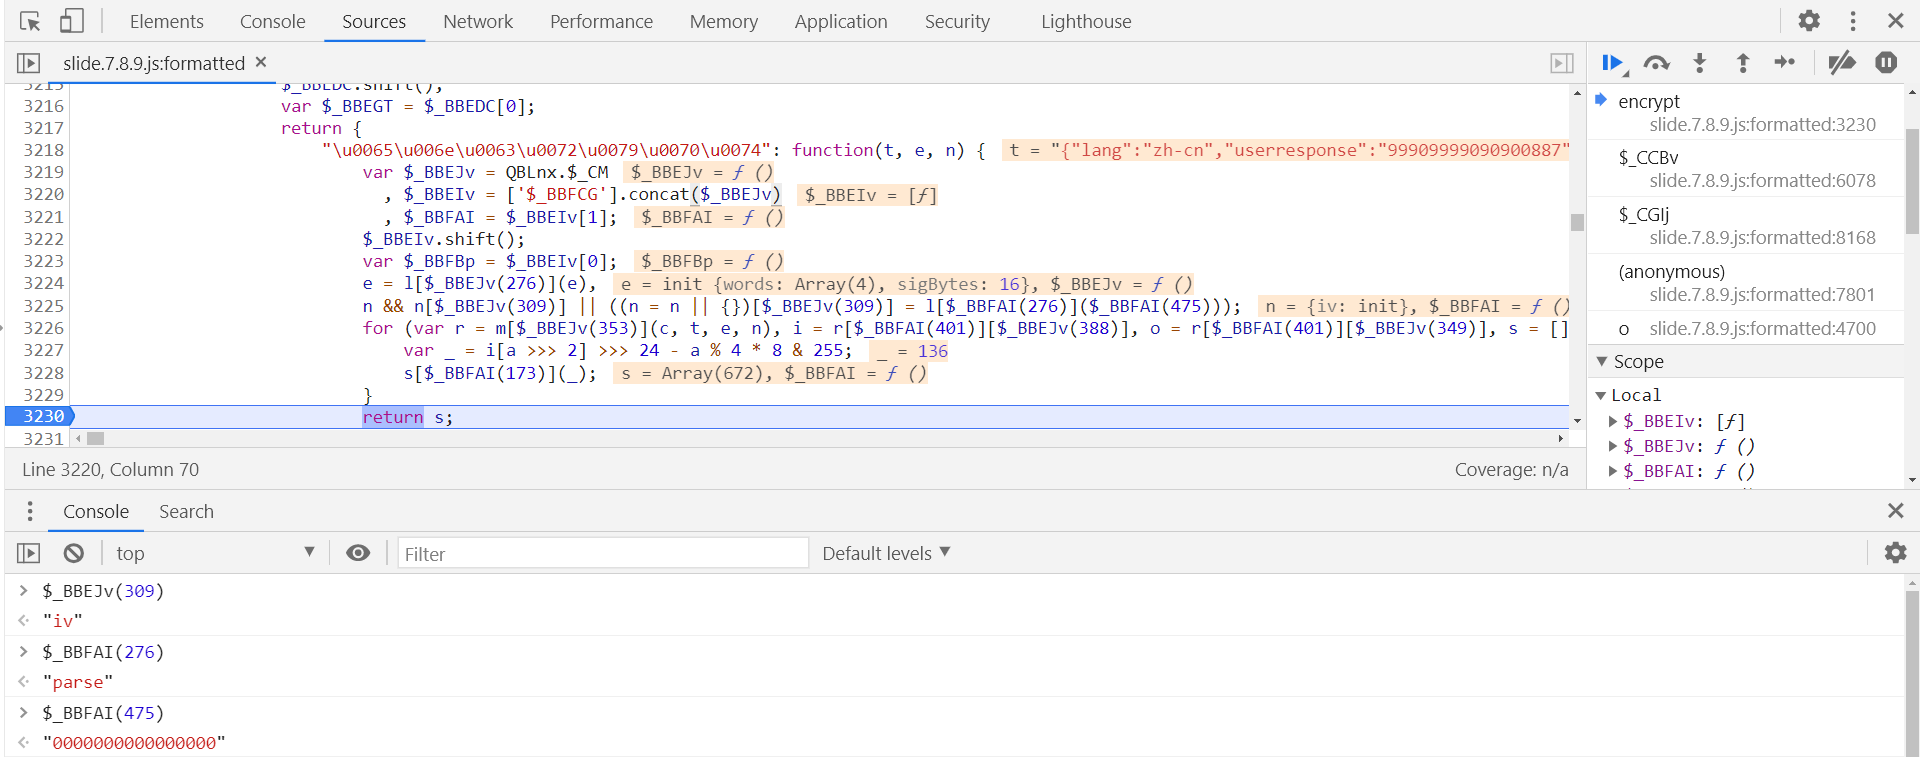 Elements Console Sources Network Performance Memory Application Security Lighthouse
slide.7.8.9.js:formatted ×
3215 $_BBEDC.shift();
3216 var $_BBEGT = $_BBEDC[0];
3217 return {
3218 "\u0065\u006e\u0063\u0072\u0079\u0070\u0074": function(t, e, n) { t = "{"lang":"zh-cn","userresponse":"99909999090900887"
3219 var $_BBEJv = QBLnx.$_CM $_BBEJv = ƒ ()
3220 , $_BBEIv = ['$_BBFCG'].concat($_BBEJv) $_BBEIv = [ƒ]
3221 , $_BBFAI = $_BBEIv[1]; $_BBFAI = ƒ ()
3222 $_BBEIv.shift();
3223 var $_BBFBp = $_BBEIv[0]; $_BBFBp = ƒ ()
3224 e = l[$_BBEJv(276)](e), e = init {words: Array(4), sigBytes: 16}, $_BBEJv = ƒ ()
3225 n && n[$_BBEJv(309)] || ((n = n || {})[$_BBEJv(309)] = l[$_BBFAI(276)]($_BBFAI(475))); n = {iv: init}, $_BBFAI = ƒ ()
3226 for (var r = m[$_BBEJv(353)](c, t, e, n), i = r[$_BBFAI(401)][$_BBEJv(388)], o = r[$_BBFAI(401)][$_BBEJv(349)], s = []
3227 var _ = i[a >>> 2] >>> 24 - a % 4 * 8 & 255; _ = 136
3228 s[$_BBFAI(173)](_); s = Array(672), $_BBFAI = ƒ ()
3229 }
3230 return s;
3231
Line 3220, Column 70 Coverage: n/a
encrypt
slide.7.8.9.js:formatted:3230
$_CCBv
slide.7.8.9.js:formatted:6078
$_CGIj
slide.7.8.9.js:formatted:8168
(anonymous)
slide.7.8.9.js:formatted:7801
o slide.7.8.9.js:formatted:4700
Scope
Local
$_BBEIv: [ƒ]
$_BBEJv: ƒ ()
$_BBFAI: ƒ ()
Console Search
top Filter Default levels
$_BBEJv(309)
"iv"
$_BBFAI(276)
"parse"
$_BBFAI(475)
"0000000000000000"